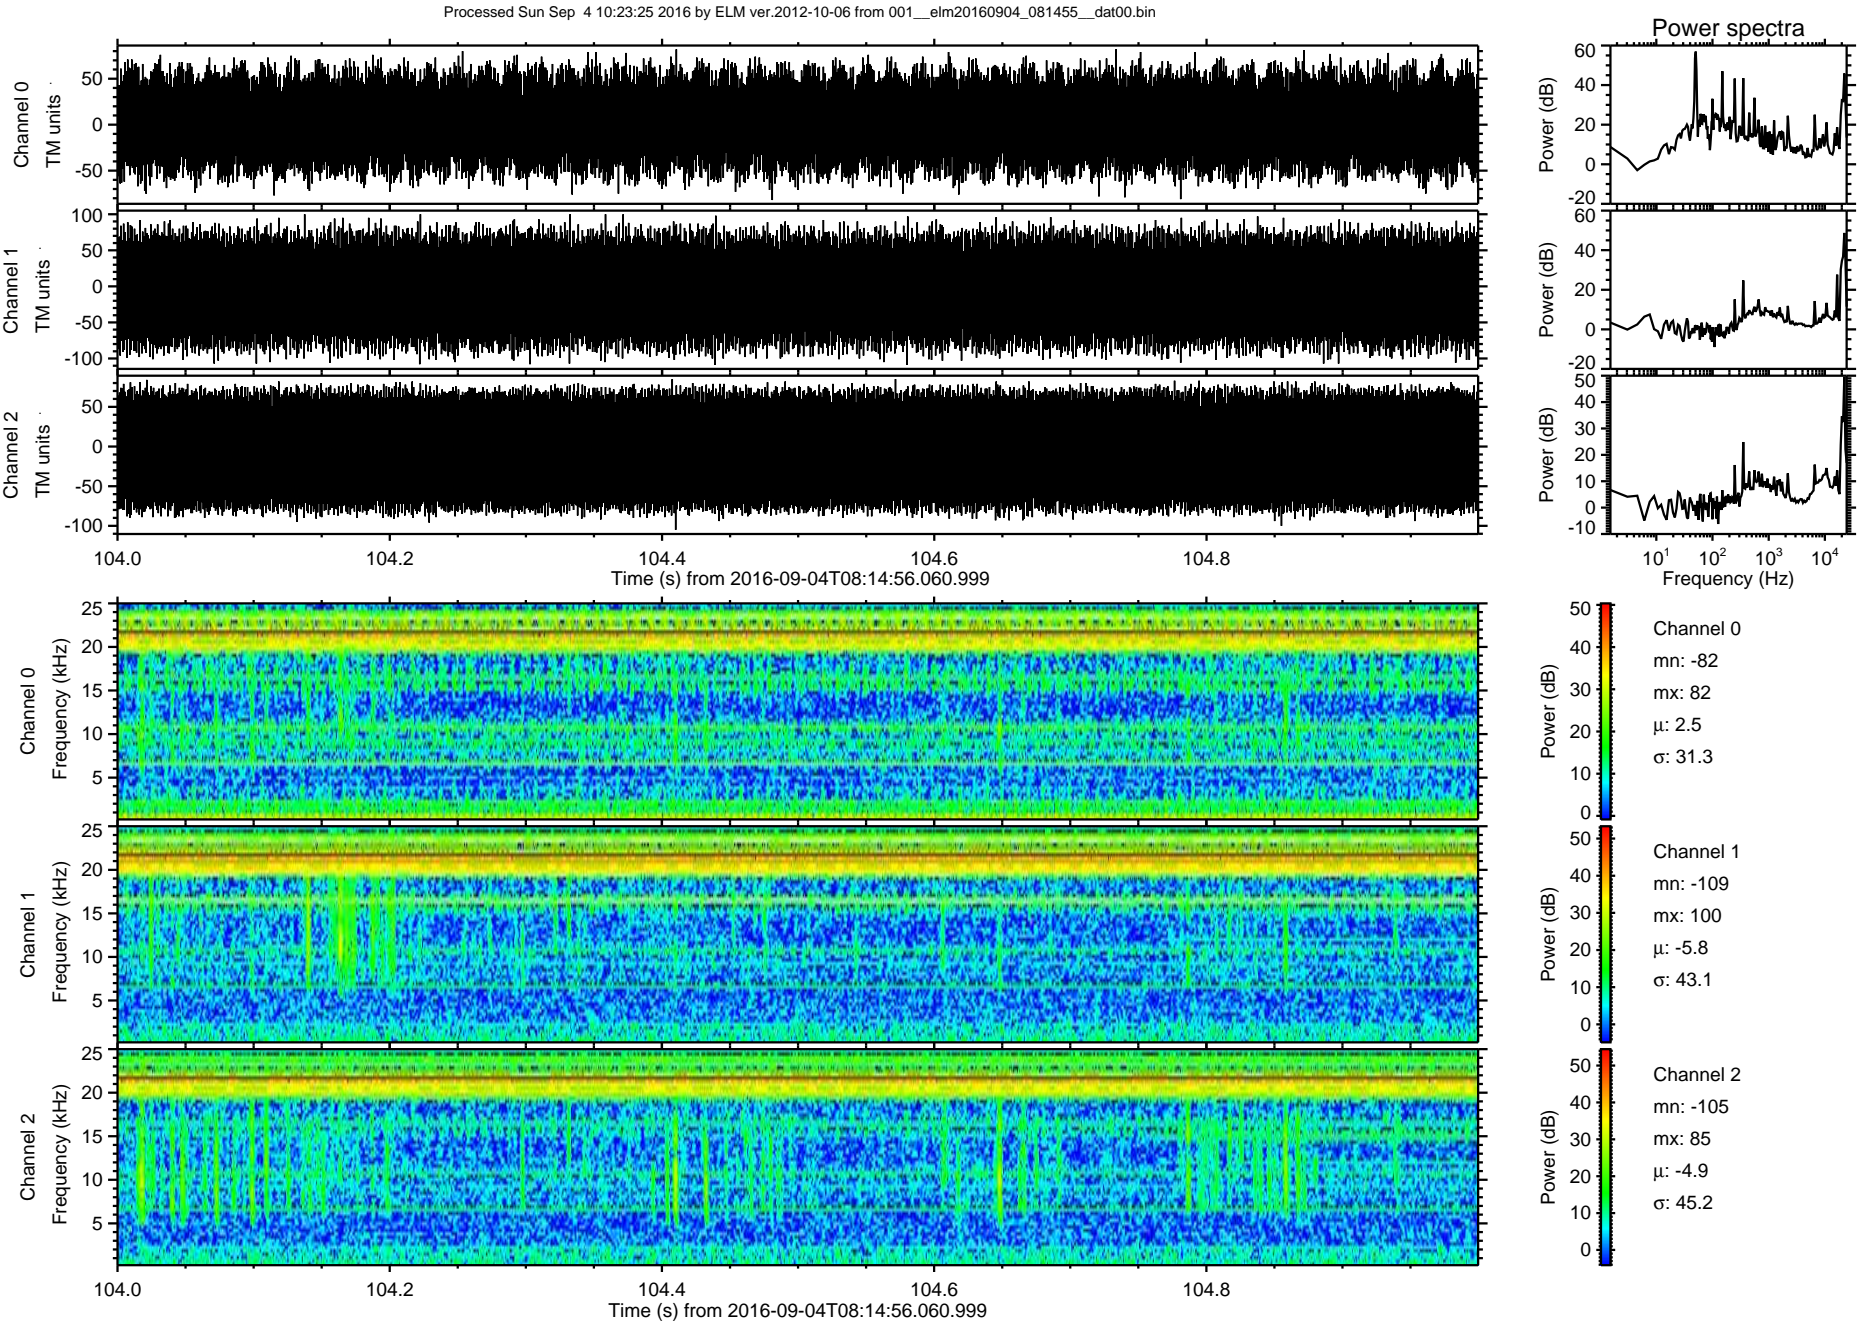 Processed Sun Sep 4 10:23:25 2016 by ELM ver.2012-10-06 from 001__elm20160904_081455__dat00.bin
Power spectra
Channel 0
TM units
50
0
-50
Power (dB)
60
40
20
0
-20
Channel 1
TM units
100
50
0
-50
-100
Power (dB)
60
40
20
0
-20
Channel 2
TM units
50
0
-50
-100
Power (dB)
50
40
30
20
10
0
-10
104.0 104.2 104.4 104.6 104.8
Time (s) from 2016-09-04T08:14:56.060.999
10^1 10^2 10^3 10^4
Frequency (Hz)
Channel 0
Frequency (kHz)
25
20
15
10
5
Power (dB)
50
40
30
20
10
0
Channel 0
mn: -82
mx: 82
µ: 2.5
σ: 31.3
Channel 1
Frequency (kHz)
25
20
15
10
5
Power (dB)
50
40
30
20
10
0
Channel 1
mn: -109
mx: 100
µ: -5.8
σ: 43.1
Channel 2
Frequency (kHz)
25
20
15
10
5
Power (dB)
50
40
30
20
10
0
Channel 2
mn: -105
mx: 85
µ: -4.9
σ: 45.2
104.0 104.2 104.4 104.6 104.8
Time (s) from 2016-09-04T08:14:56.060.999